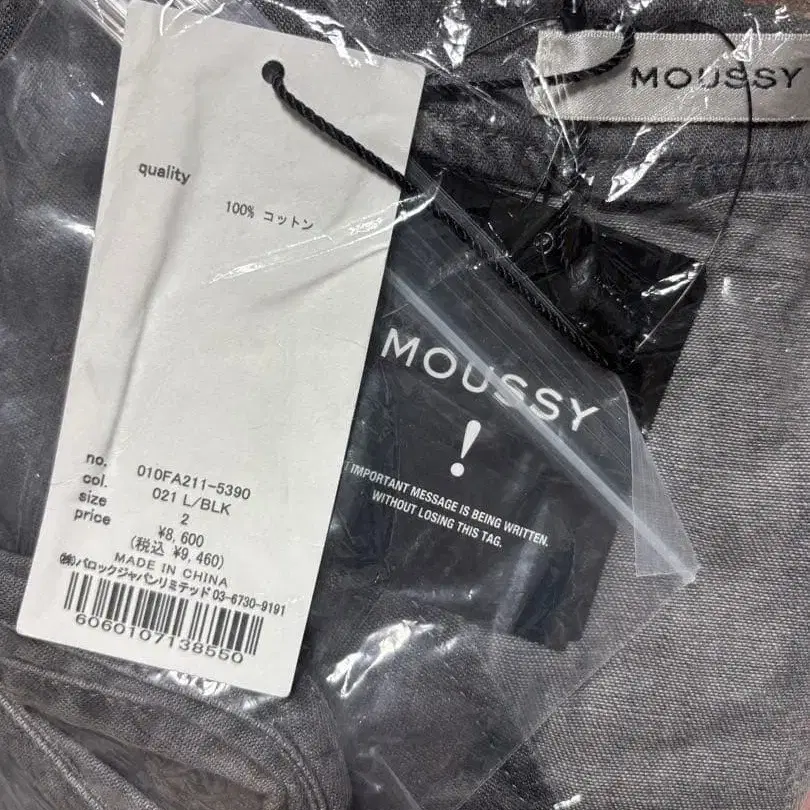 MOUSSY
quality
100% コットン
no. 010FA211-5390
col. 021 L/BLK
size 2
price ¥8,600
(税込 ¥9,460)
MADE IN CHINA
(株)バロックジャパンリミテッド 03-6730-9191
6060107138550
MOUSSY
!
IMPORTANT MESSAGE IS BEING WRITTEN.
WITHOUT LOSING THIS TAG.